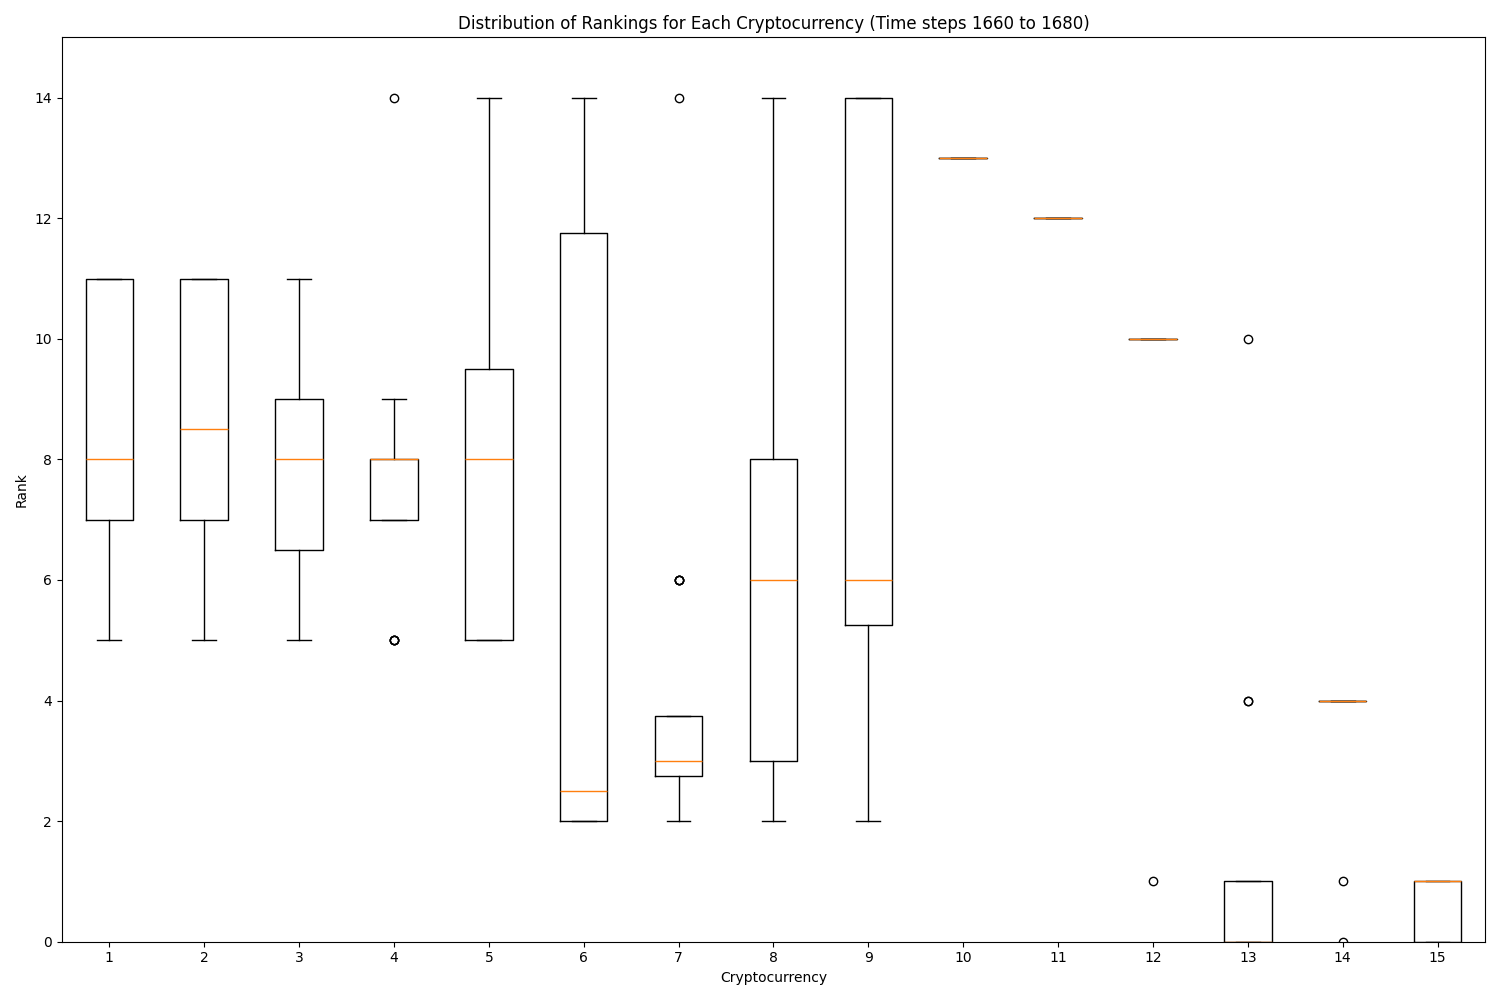 Distribution of Rankings for Each Cryptocurrency (Time steps 1660 to 1680)
14
12
10
8
6
4
2
0
Rank
1 2 3 4 5 6 7 8 9 10 11 12 13 14 15
Cryptocurrency